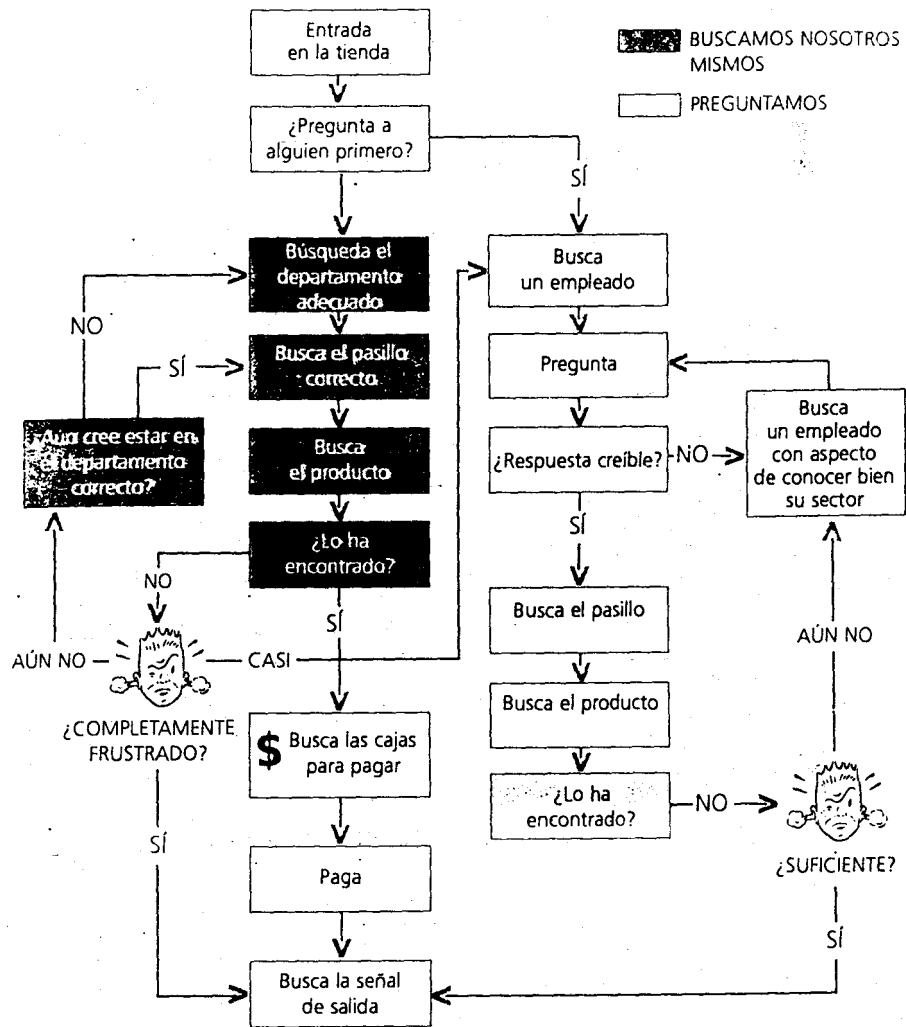 Entrada
en la tienda
BUSCAMOS NOSOTROS
MISMOS
PREGUNTAMOS
¿Pregunta a
alguien primero?
SÍ
Búsqueda el
departamento
adecuado
Busca
un empleado
NO
Busca el pasillo
correcto
SÍ
Pregunta
¿Aún cree estar en
el departamento
correcto?
Busca
el producto
¿Respuesta creíble?
NO
Busca
un empleado
con aspecto
de conocer bien
su sector
¿Lo ha
encontrado?
NO
SÍ
SÍ
Busca el pasillo
AÚN NO
AÚN NO
CASI
¿COMPLETAMENTE
FRUSTRADO?
Busca el producto
$ Busca las cajas
para pagar
¿Lo ha
encontrado?
NO
¿SUFICIENTE?
SÍ
Paga
SÍ
Busca la señal
de salida